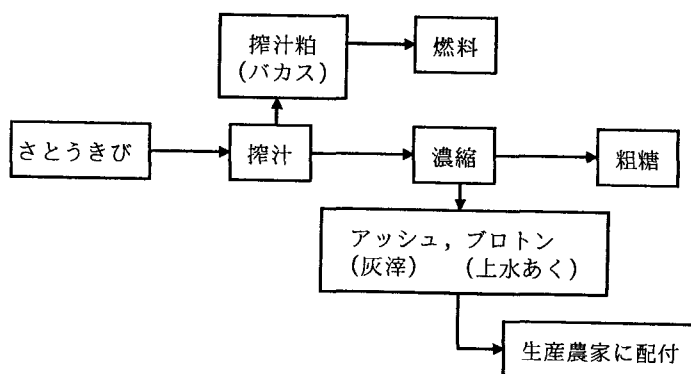 搾汁粕
(バカス)
燃料
さとうきび
搾汁
濃縮
粗糖
アッシュ,ブロトン
(灰滓) (上水あく)
生産農家に配付